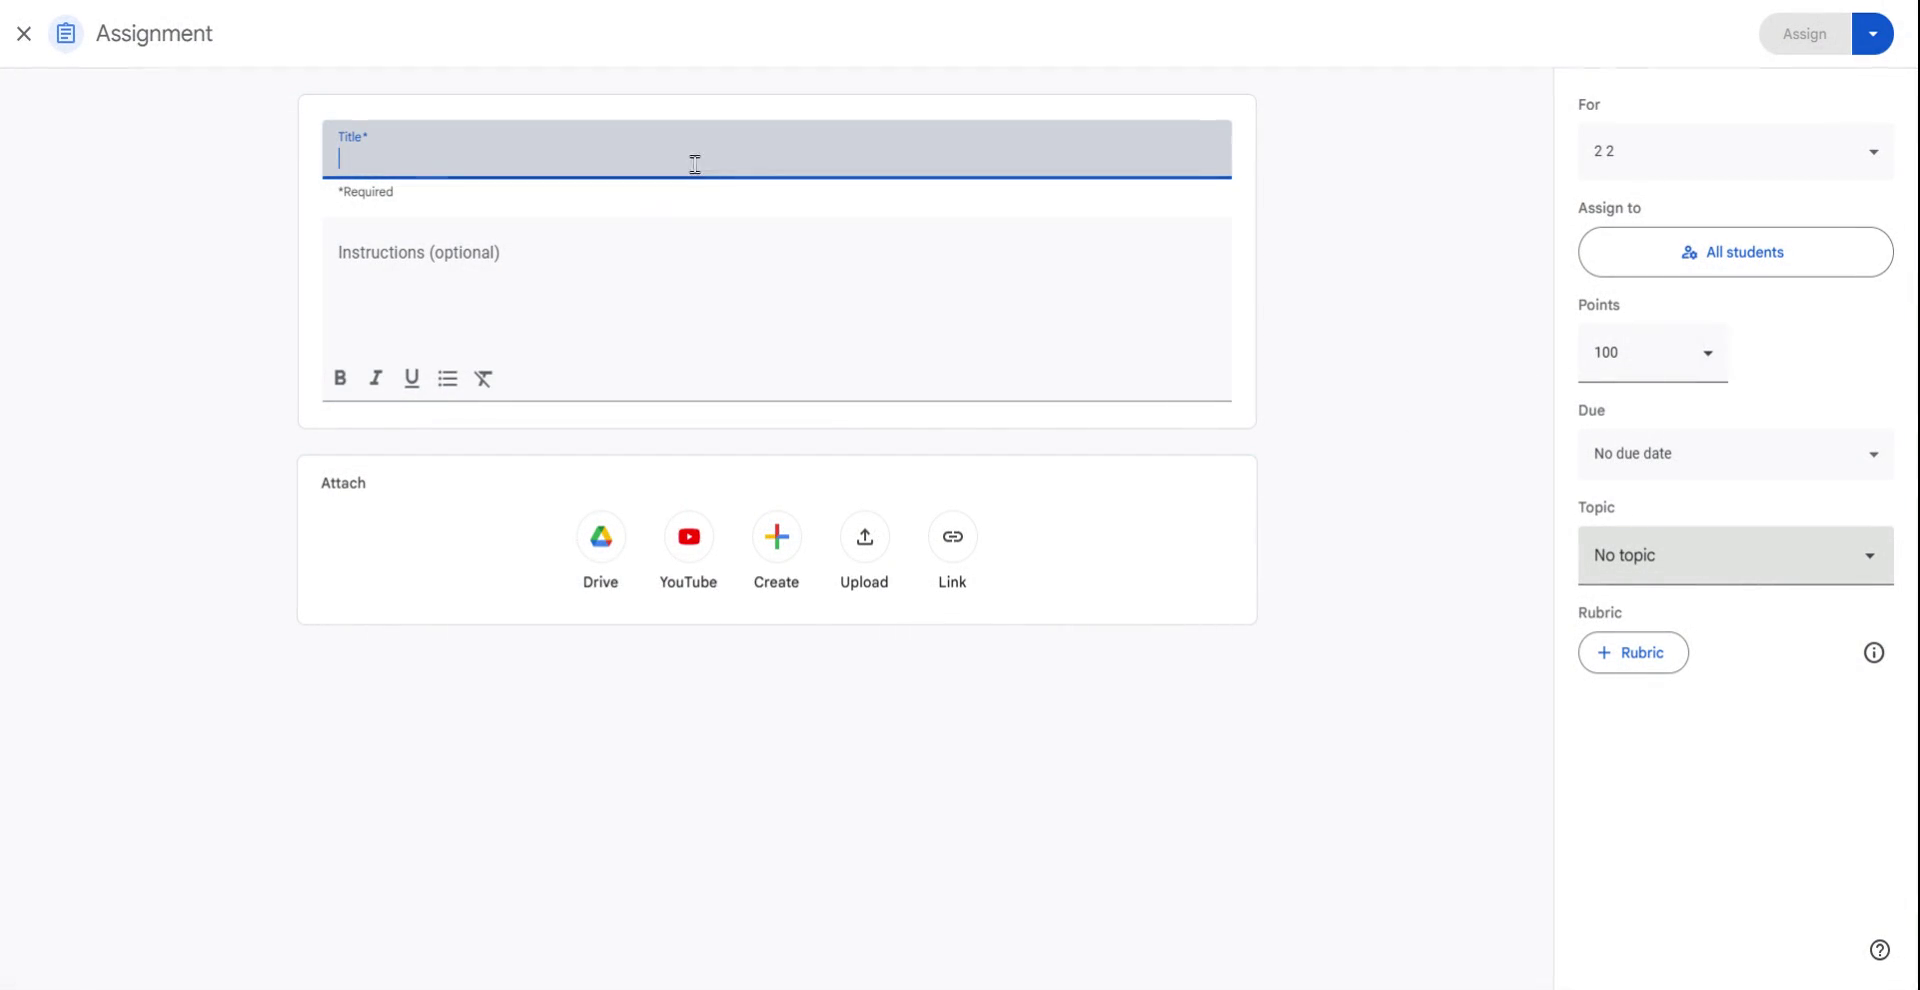 Assignment
Assign
Title*
*Required
Instructions (optional)
B I U
Attach
Drive
YouTube
Create
Upload
Link
For
2 2
Assign to
All students
Points
100
Due
No due date
Topic
No topic
Rubric
+ Rubric